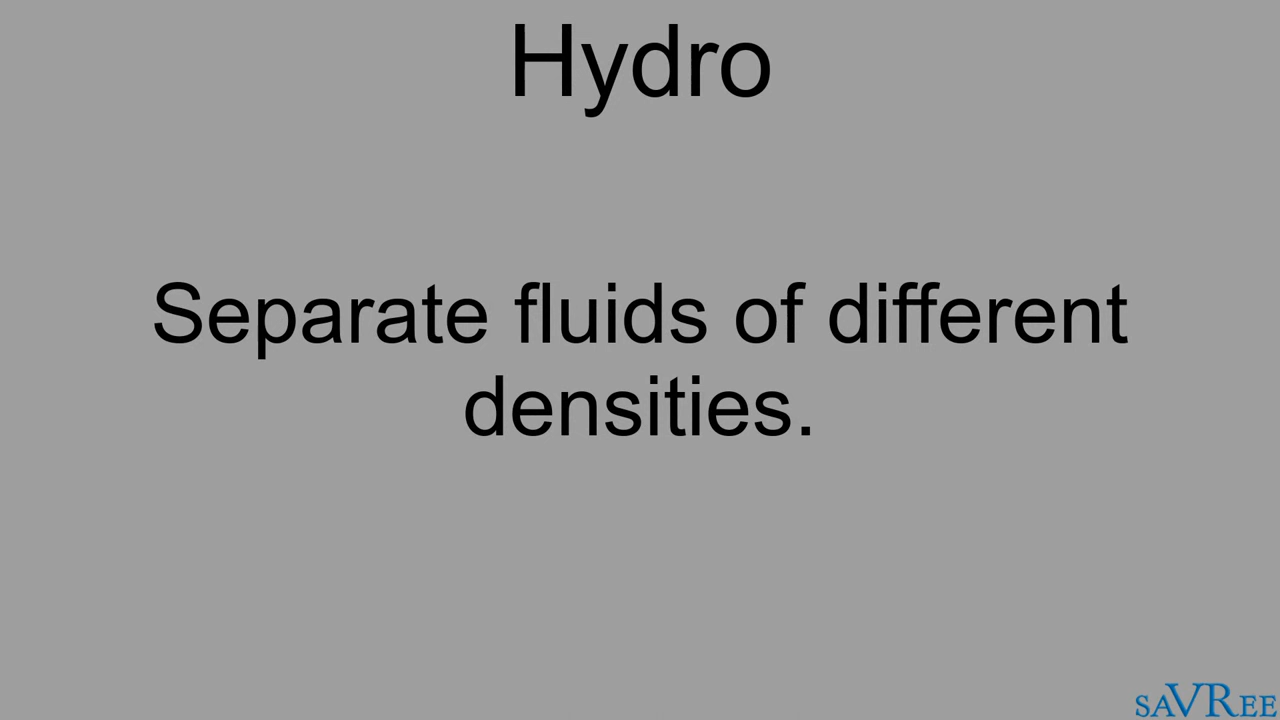 Hydro
Separate fluids of different
densities.
saVRee